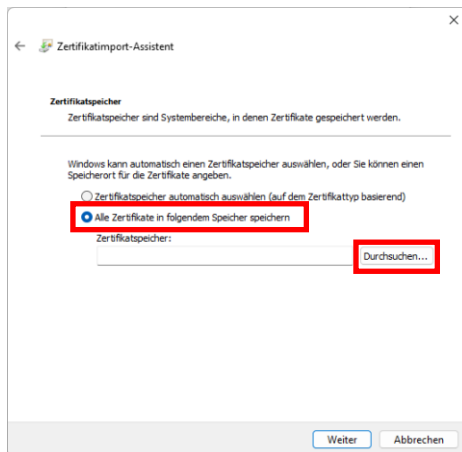 Zertifikatimport-Assistent
Zertifikatspeicher
Zertifikatspeicher sind Systembereiche, in denen Zertifikate gespeichert werden.
Windows kann automatisch einen Zertifikatspeicher auswählen, oder Sie können einen
Speicherort für die Zertifikate angeben.
Zertifikatspeicher automatisch auswählen (auf dem Zertifikattyp basierend)
Alle Zertifikate in folgendem Speicher speichern
Zertifikatspeicher:
Durchsuchen...
Weiter
Abbrechen